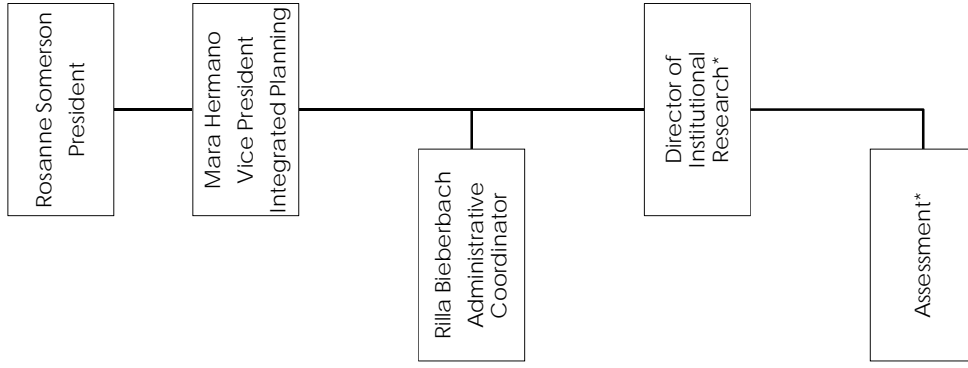 Rosanne Somerson
President
Mara Hermano
Vice President
Integrated Planning
Rilla Bieberbach
Administrative
Coordinator
Director of
Institutional
Research*
Assessment*